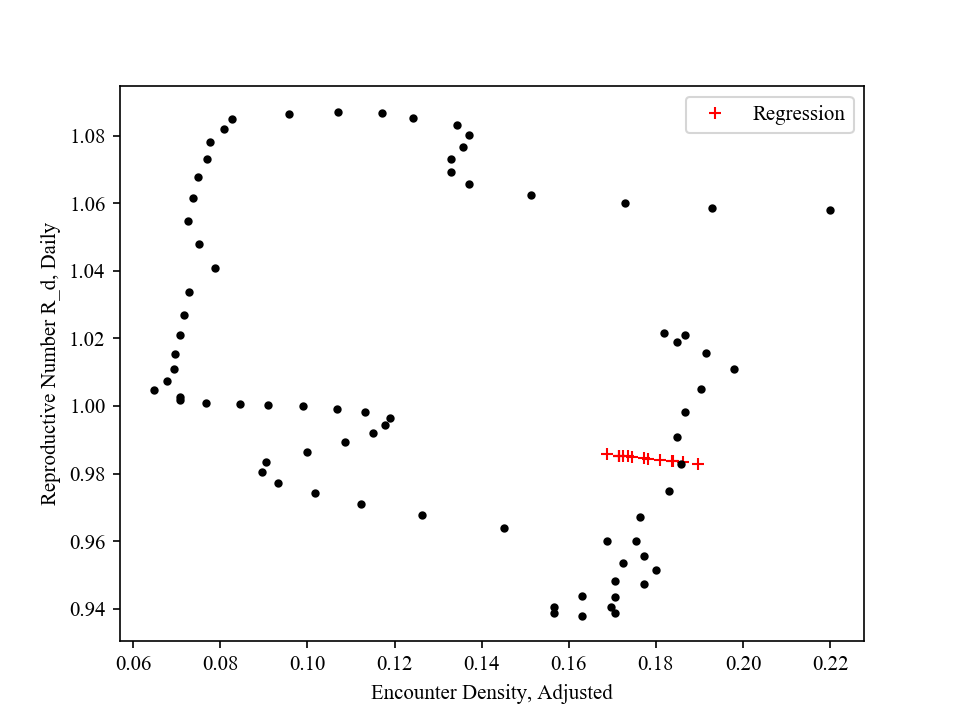 Regression
1.08
1.06
1.04
1.02
1.00
0.98
0.96
0.94
Reproductive Number R_d, Daily
0.06 0.08 0.10 0.12 0.14 0.16 0.18 0.20 0.22
Encounter Density, Adjusted